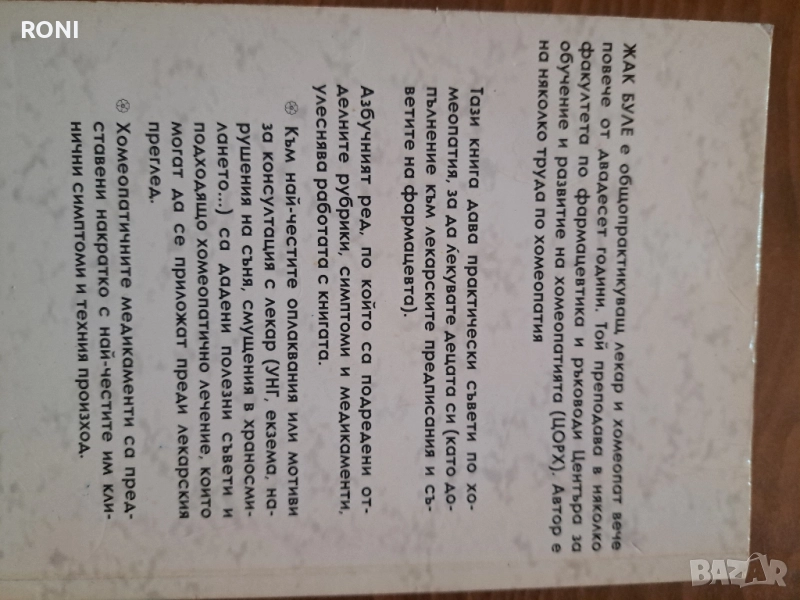 RONI
ЖАК БУЛЕ е общопрактикуващ лекар и хомеопат вече
повече от двадесет години. Той преподава в няколко
факултета по фармацевтика и ръководи Центъра за
обучение и развитие на хомеопатията (ЦОРХ). Автор е
на няколко труда по хомеопатия
Тази книга дава практически съвети по хо-
меопатия, за да лекувате децата си (като до-
пълнение към лекарските предписания и съ-
ветите на фармацевта).
Азбучният ред, по който са подредени от-
делните рубрики, симптоми и медикаменти,
улеснява работата с книгата.
Към най-честите оплаквания или мотиви
за консултация с лекар (УНГ, екзема, на-
рушения на съня, смущения в храносми-
лането...) са дадени полезни съвети и
подходящо хомеопатично лечение, които
могат да се приложат преди лекарския
преглед.
Хомеопатичните медикаменти са пред-
ставени накратко с най-честите им кли-
нични симптоми и техния произход.
BAZAR